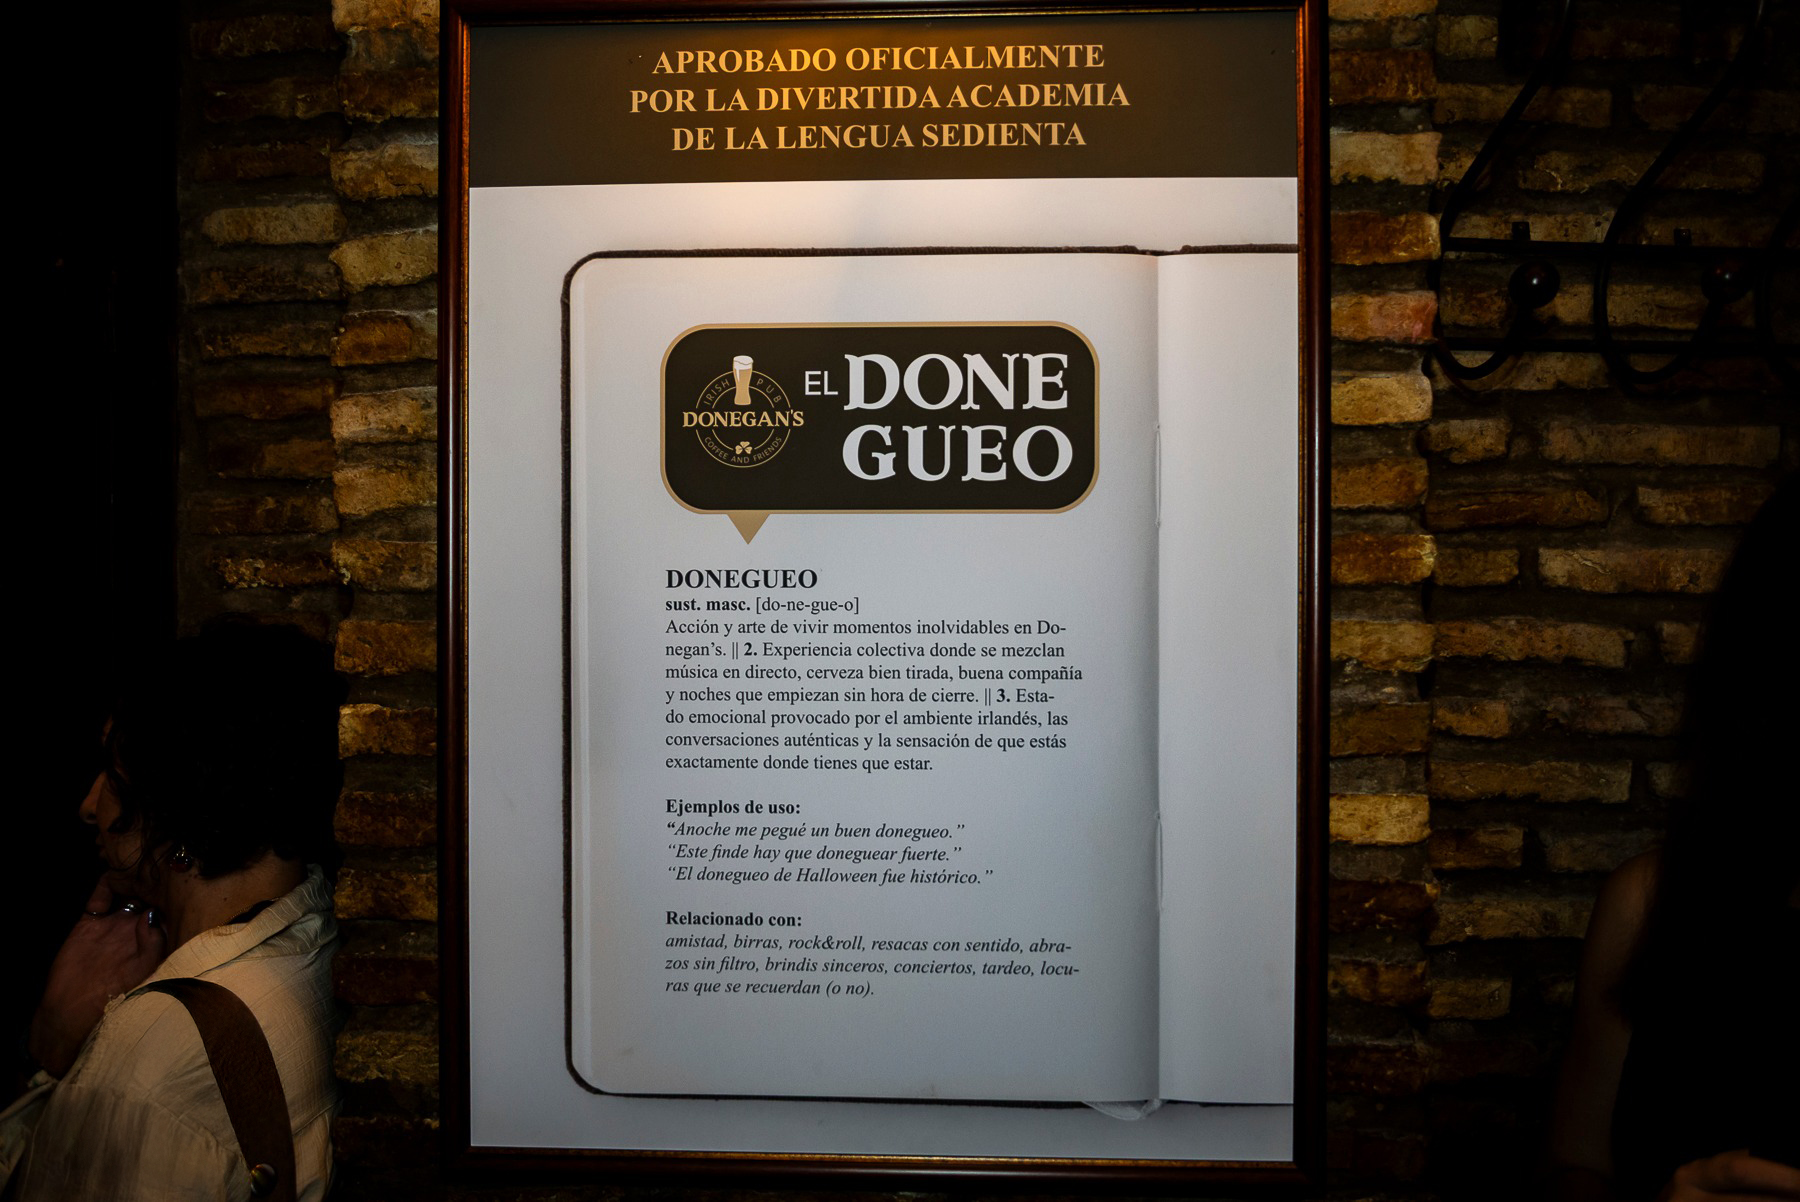 APROBADO OFICIALMENTE
POR LA DIVERTIDA ACADEMIA
DE LA LENGUA SEDIENTA
IRISH PUB
DONEGAN'S
COFFEE AND FRIENDS
EL DONE
GUEO
DONEGUEO
sust. masc. [do-ne-gue-o]
Acción y arte de vivir momentos inolvidables en Do-
negan's. || 2. Experiencia colectiva donde se mezclan
música en directo, cerveza bien tirada, buena compañía
y noches que empiezan sin hora de cierre. || 3. Esta-
do emocional provocado por el ambiente irlandés, las
conversaciones auténticas y la sensación de que estás
exactamente donde tienes que estar.
Ejemplos de uso:
“Anoche me pegué un buen donegueo.”
“Este finde hay que doneguear fuerte.”
“El donegueo de Halloween fue histórico.”
Relacionado con:
amistad, birras, rock&roll, resacas con sentido, abra-
zos sin filtro, brindis sinceros, conciertos, tardeo, locu-
ras que se recuerdan (o no).